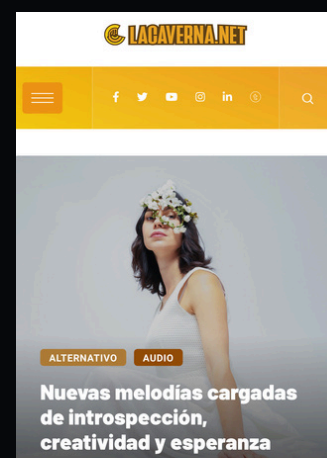 LACAVERNA.NET
ALTERNATIVO AUDIO
Nuevas melodías cargadas
de introspección,
creatividad y esperanza